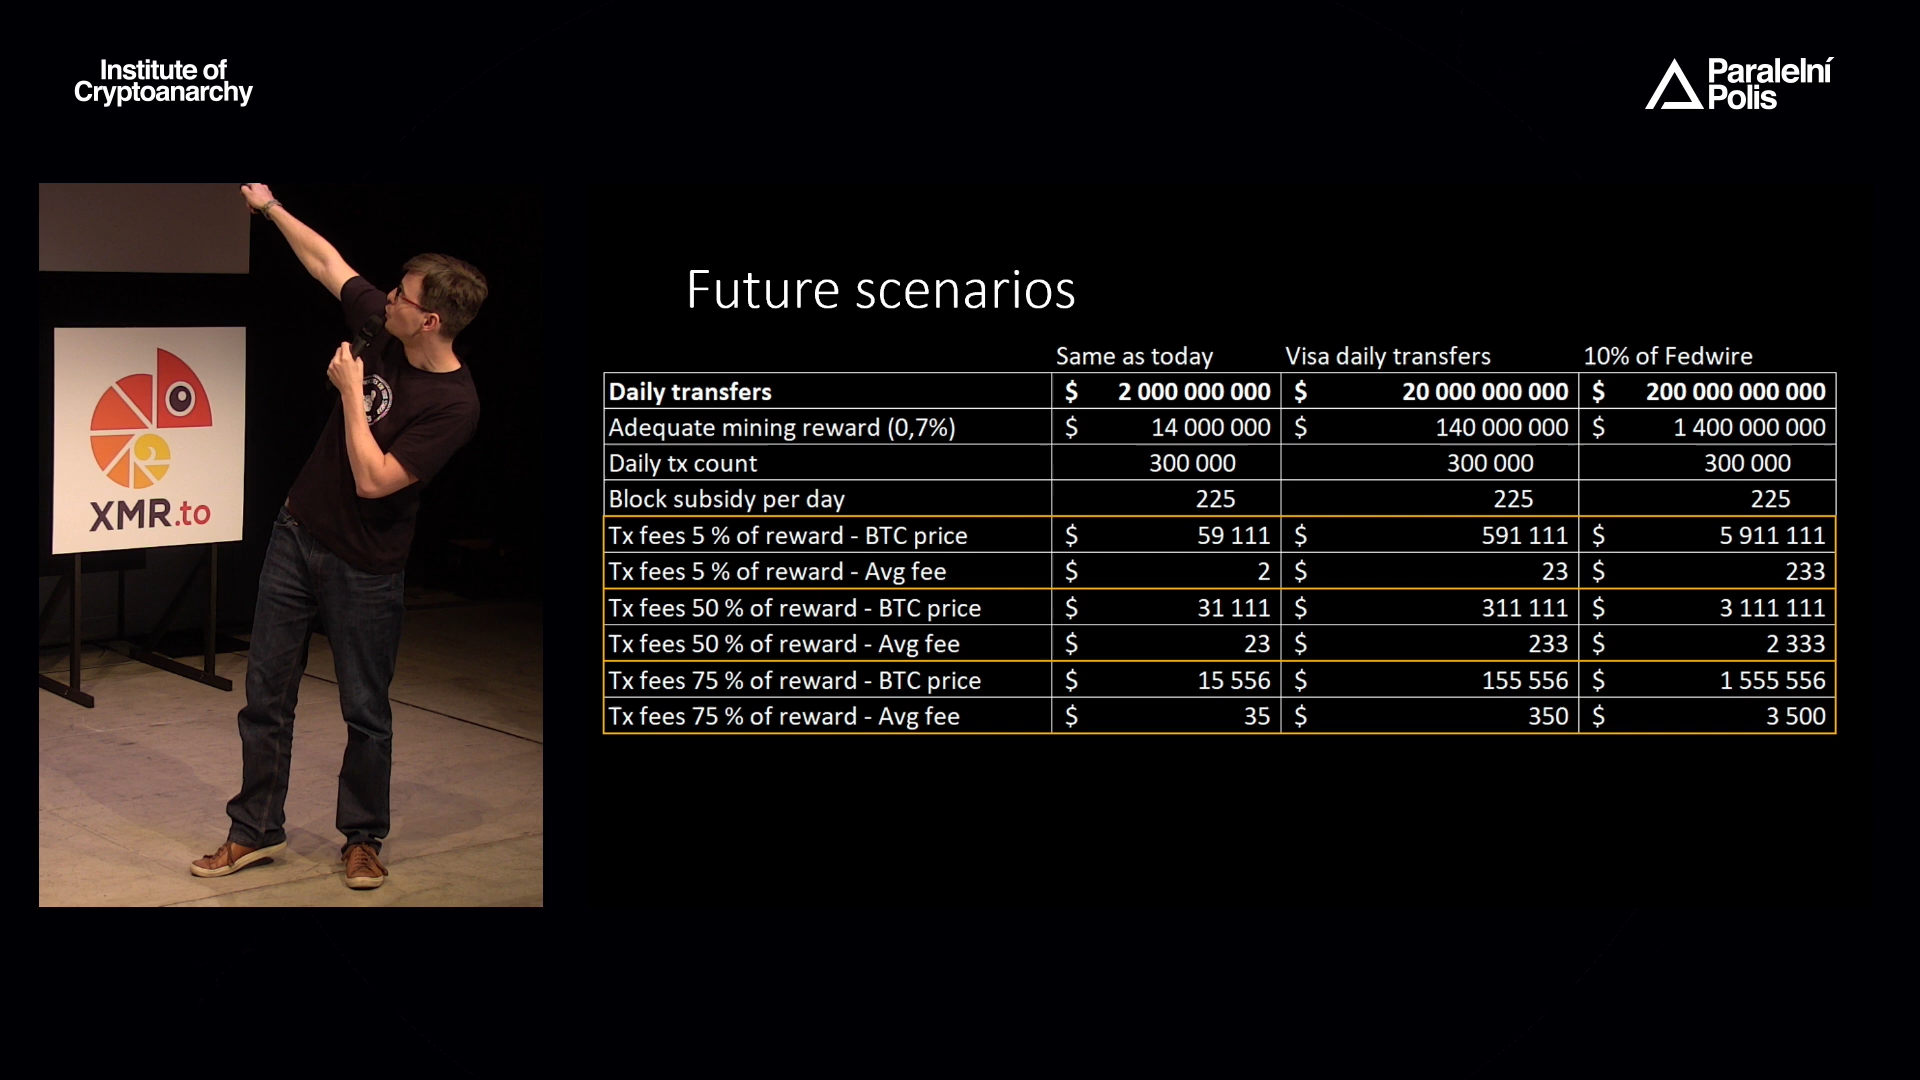 Institute of
Cryptoanarchy
Paralelní
Polis
XMR.to
Future scenarios
Same as today Visa daily transfers 10% of Fedwire
Daily transfers $ 2 000 000 000 $ 20 000 000 000 $ 200 000 000 000
Adequate mining reward (0,7%) $ 14 000 000 $ 140 000 000 $ 1 400 000 000
Daily tx count 300 000 300 000 300 000
Block subsidy per day 225 225 225
Tx fees 5 % of reward - BTC price $ 59 111 $ 591 111 $ 5 911 111
Tx fees 5 % of reward - Avg fee $ 2 $ 23 $ 233
Tx fees 50 % of reward - BTC price $ 31 111 $ 311 111 $ 3 111 111
Tx fees 50 % of reward - Avg fee $ 23 $ 233 $ 2 333
Tx fees 75 % of reward - BTC price $ 15 556 $ 155 556 $ 1 555 556
Tx fees 75 % of reward - Avg fee $ 35 $ 350 $ 3 500